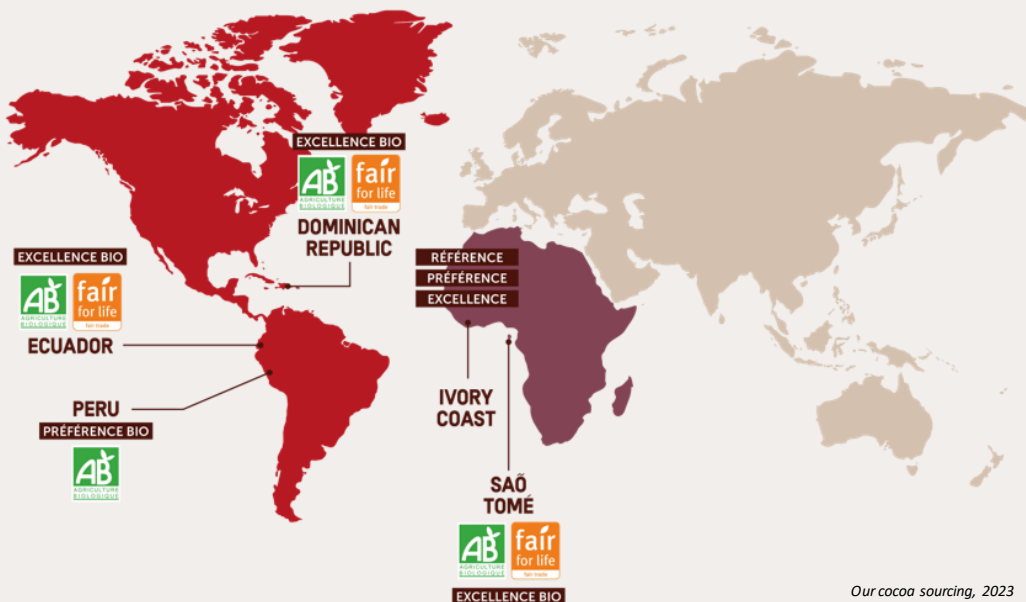 EXCELLENCE BIO
AB
AGRICULTURE
BIOLOGIQUE
fair
for life
fair trade
DOMINICAN
REPUBLIC
EXCELLENCE BIO
AB
AGRICULTURE
BIOLOGIQUE
fair
for life
fair trade
ECUADOR
PERU
PRÉFÉRENCE BIO
AB
AGRICULTURE
BIOLOGIQUE
RÉFÉRENCE
PRÉFÉRENCE
EXCELLENCE
IVORY
COAST
SAÕ
TOMÉ
AB
AGRICULTURE
BIOLOGIQUE
fair
for life
fair trade
EXCELLENCE BIO
Our cocoa sourcing, 2023